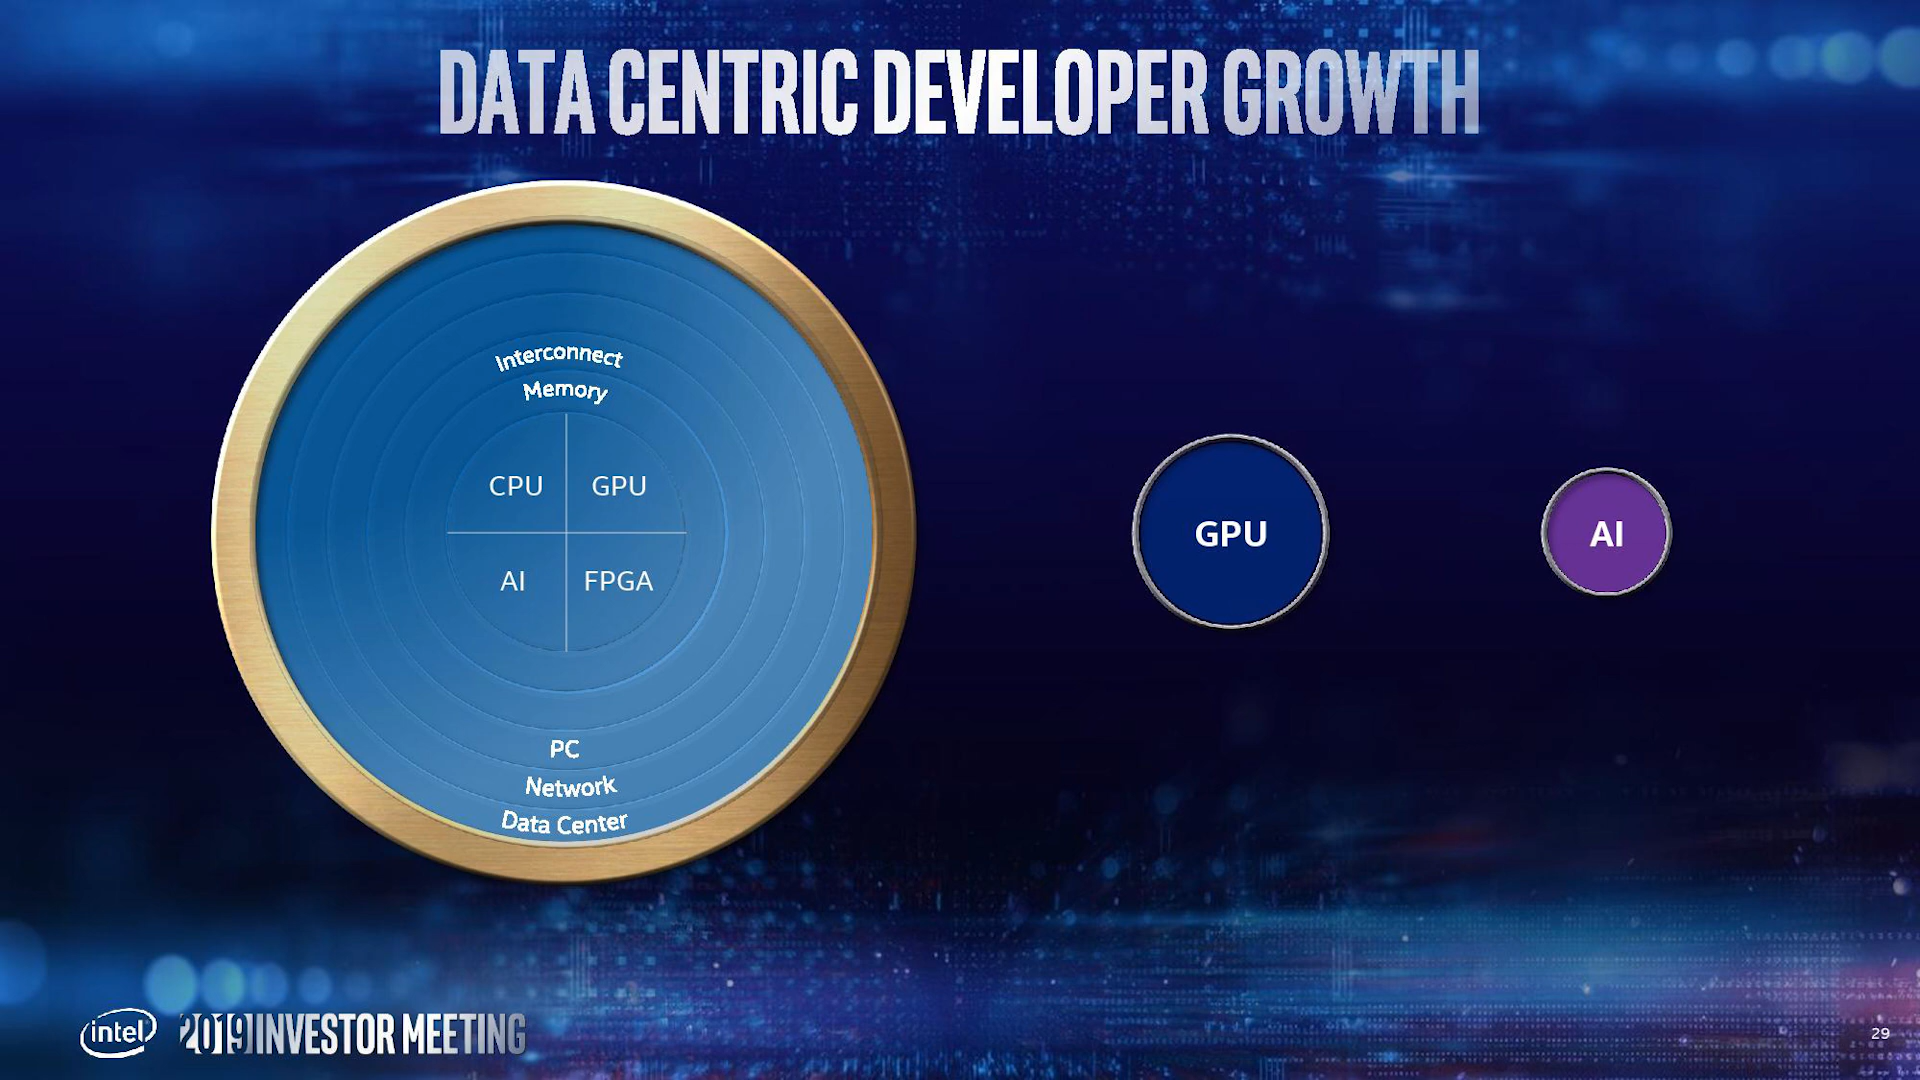 DATA CENTRIC DEVELOPER GROWTH
Interconnect
Memory
CPU GPU
AI FPGA
PC
Network
Data Center
GPU
AI
intel 2019 INVESTOR MEETING
29